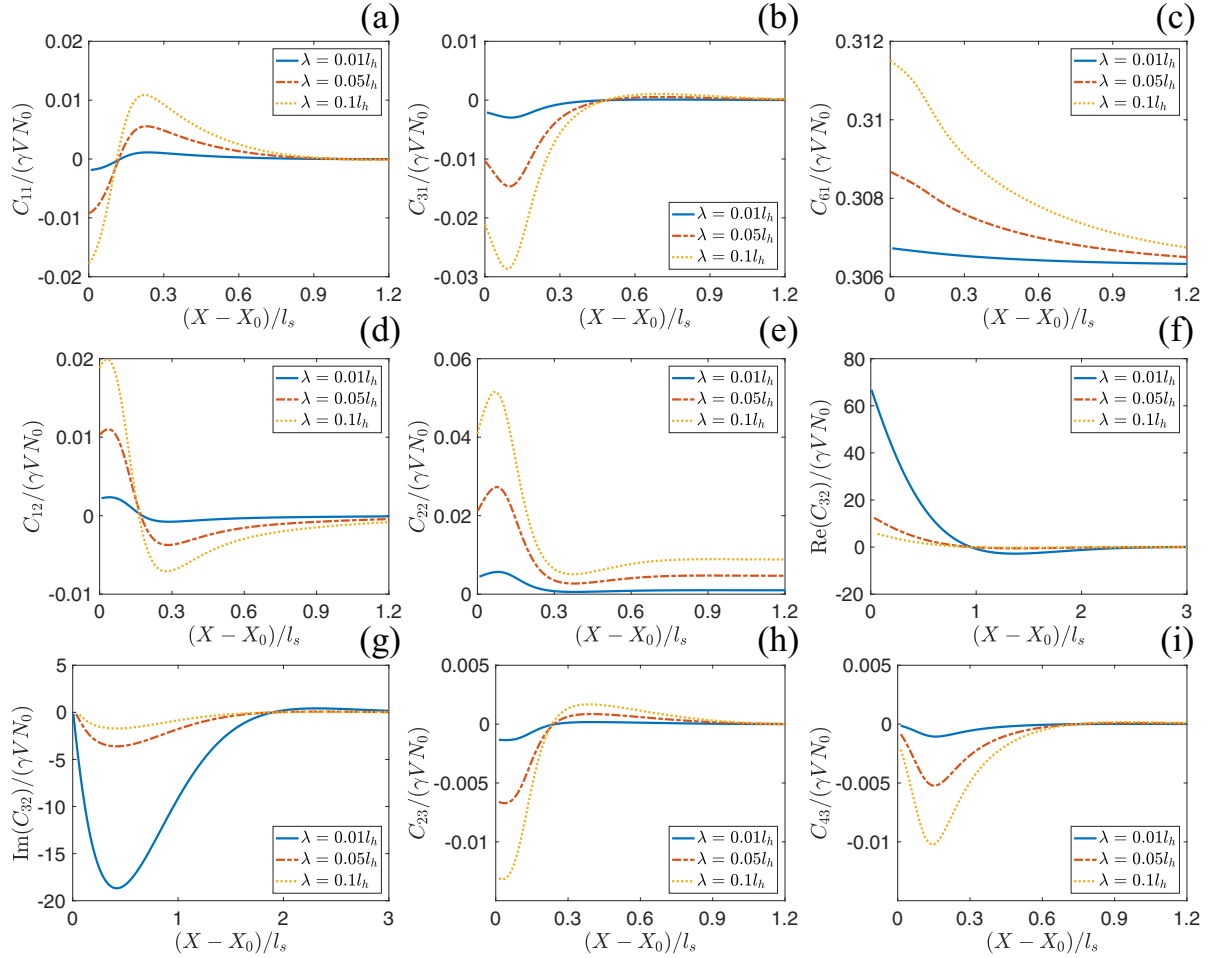 (a)
0.02
0.01
0
-0.01
-0.02
C₁₁/(γVN₀)
λ = 0.01lₕ
λ = 0.05lₕ
λ = 0.1lₕ
0 0.3 0.6 0.9 1.2
(X − X₀)/lₛ
(b)
0.01
0
-0.01
-0.02
-0.03
C₃₁/(γVN₀)
λ = 0.01lₕ
λ = 0.05lₕ
λ = 0.1lₕ
0 0.3 0.6 0.9 1.2
(X − X₀)/lₛ
(c)
0.312
0.31
0.308
0.306
C₆₁/(γVN₀)
λ = 0.01lₕ
λ = 0.05lₕ
λ = 0.1lₕ
0 0.3 0.6 0.9 1.2
(X − X₀)/lₛ
(d)
0.02
0.01
0
-0.01
C₁₂/(γVN₀)
λ = 0.01lₕ
λ = 0.05lₕ
λ = 0.1lₕ
0 0.3 0.6 0.9 1.2
(X − X₀)/lₛ
(e)
0.06
0.04
0.02
0
C₂₂/(γVN₀)
λ = 0.01lₕ
λ = 0.05lₕ
λ = 0.1lₕ
0 0.3 0.6 0.9 1.2
(X − X₀)/lₛ
(f)
80
60
40
20
0
-20
Re(C₃₂)/(γVN₀)
λ = 0.01lₕ
λ = 0.05lₕ
λ = 0.1lₕ
0 1 2 3
(X − X₀)/lₛ
(g)
5
0
-5
-10
-15
-20
Im(C₃₂)/(γVN₀)
λ = 0.01lₕ
λ = 0.05lₕ
λ = 0.1lₕ
0 1 2 3
(X − X₀)/lₛ
(h)
0.005
0
-0.005
-0.01
C₂₃/(γVN₀)
λ = 0.01lₕ
λ = 0.05lₕ
λ = 0.1lₕ
0 0.3 0.6 0.9 1.2
(X − X₀)/lₛ
(i)
0.005
0
-0.005
-0.01
C₄₃/(γVN₀)
λ = 0.01lₕ
λ = 0.05lₕ
λ = 0.1lₕ
0 0.3 0.6 0.9 1.2
(X − X₀)/lₛ